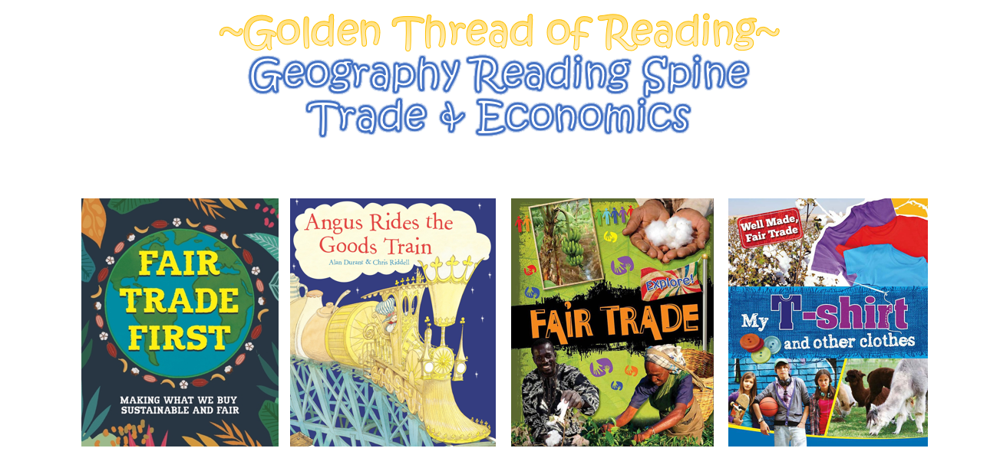 ~Golden Thread of Reading~
Geography Reading Spine
Trade & Economics
FAIR
TRADE
FIRST
MAKING WHAT WE BUY
SUSTAINABLE AND FAIR
Angus Rides the
Goods Train
Alan Durant & Chris Riddell
Explore!
FAIR TRADE
Well Made,
Fair Trade
My T-shirt
and other clothes